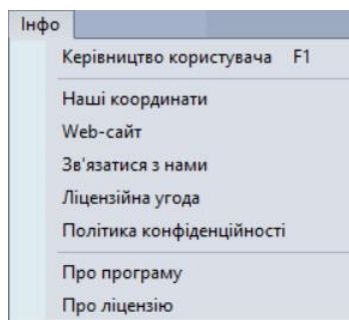 Інфо
Керівництво користувача F1
Наші координати
Web-сайт
Зв'язатися з нами
Ліцензійна угода
Політика конфіденційності
Про програму
Про ліцензію